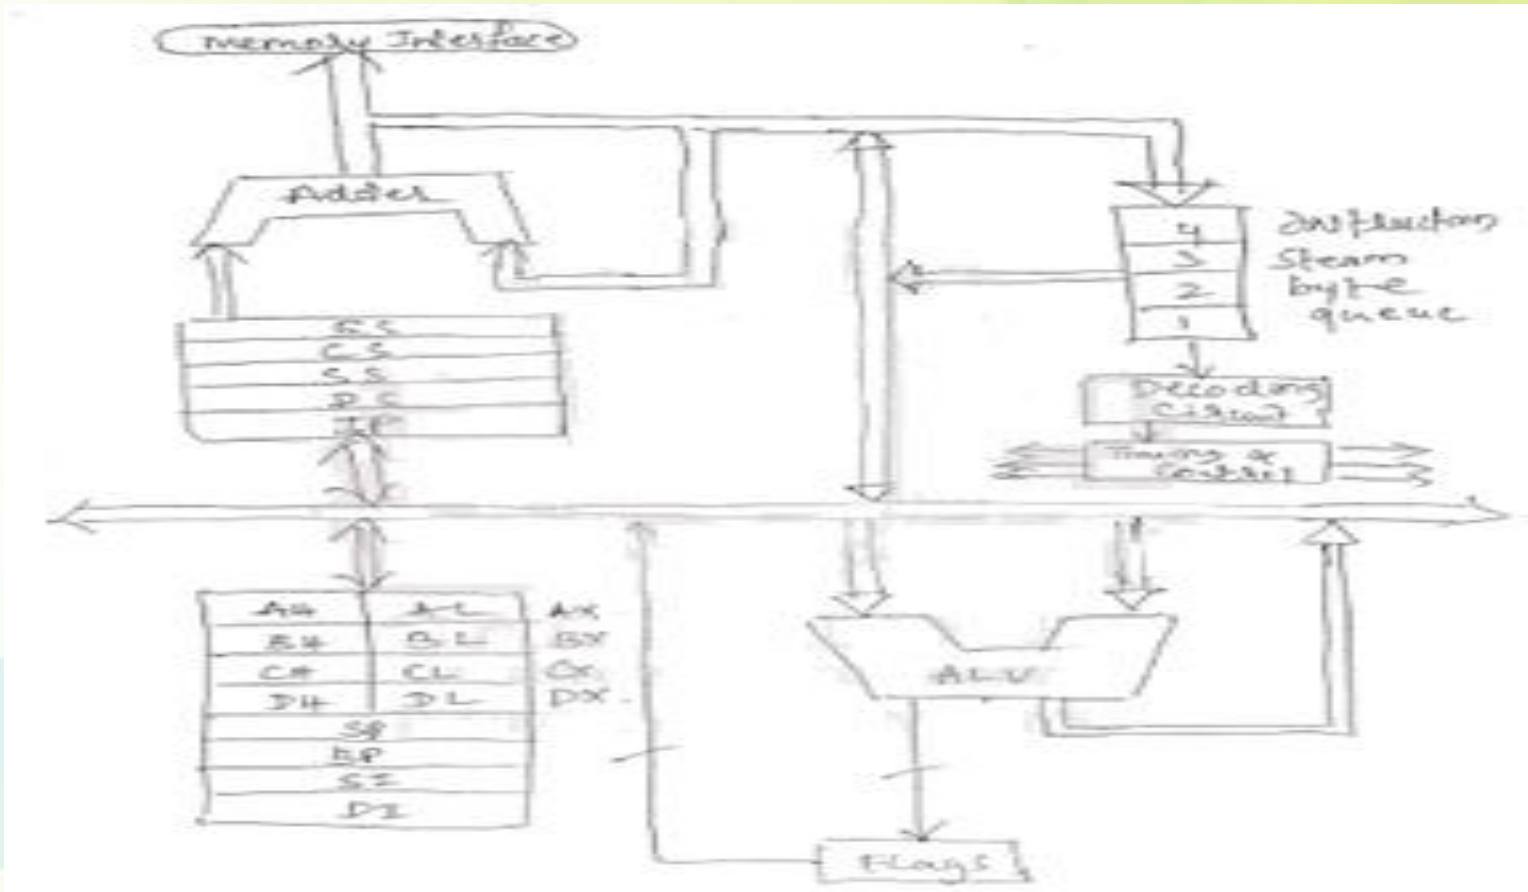 Memory Interface
Adder
4
3
2
1
Instruction
Steam
byte
queue
ES
CS
SS
DS
IP
Decoding
Circuit
Timing &
Control
AH AL AX
BH BL BX
CH CL CX
DH DL DX
SP
BP
SI
DI
ALU
Flags